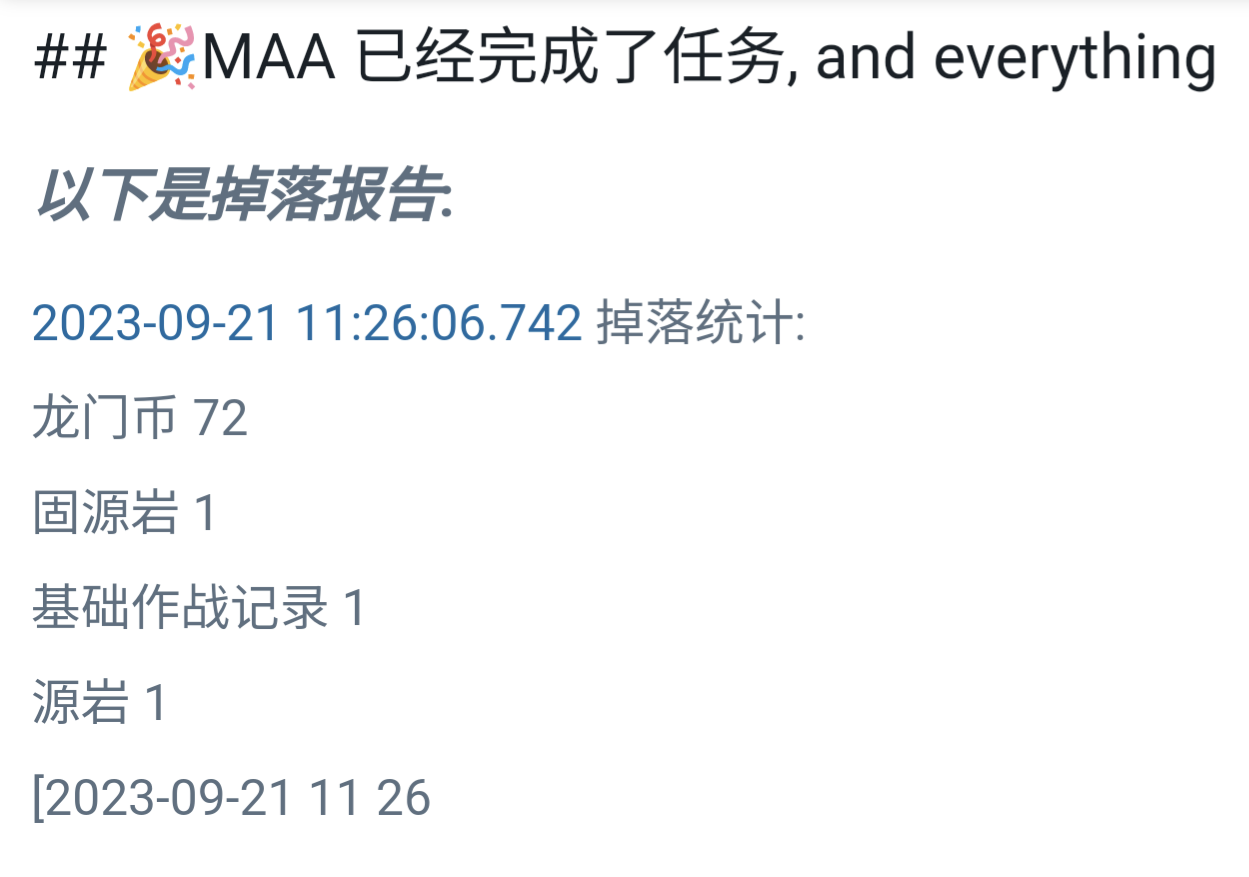 ## 🎉MAA 已经完成了任务, and everything
以下是掉落报告:
2023-09-21 11:26:06.742 掉落统计:
龙门币 72
固源岩 1
基础作战记录 1
源岩 1
[2023-09-21 11 26